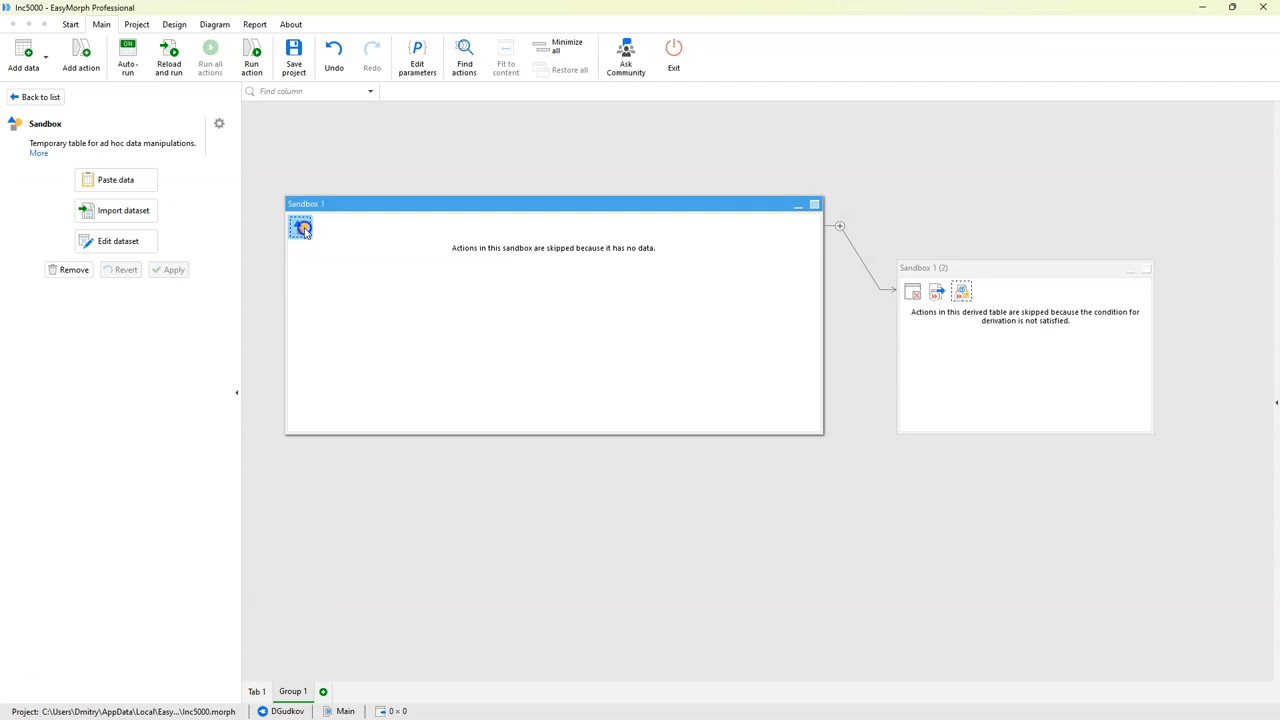 Inc5000 - EasyMorph Professional
Start Main Project Design Diagram Report About
Add data
Add action
ON
Auto-
run
Reload
and run
Run all
actions
Run
action
Save
project
Undo
Redo
{P}
Edit
parameters
Find
actions
Fit to
content
Minimize
all
Restore all
Ask
Community
Exit
Back to list
Find column
Sandbox
Temporary table for ad hoc data manipulations.
More
Paste data
Import dataset
Edit dataset
Remove Revert Apply
Sandbox 1
Actions in this sandbox are skipped because it has no data.
Sandbox 1 (2)
Actions in this derived table are skipped because the condition for
derivation is not satisfied.
Tab 1 Group 1
Project: C:\Users\Dmitry\AppData\Local\Easy...\Inc5000.morph DGudkov Main 0 × 0